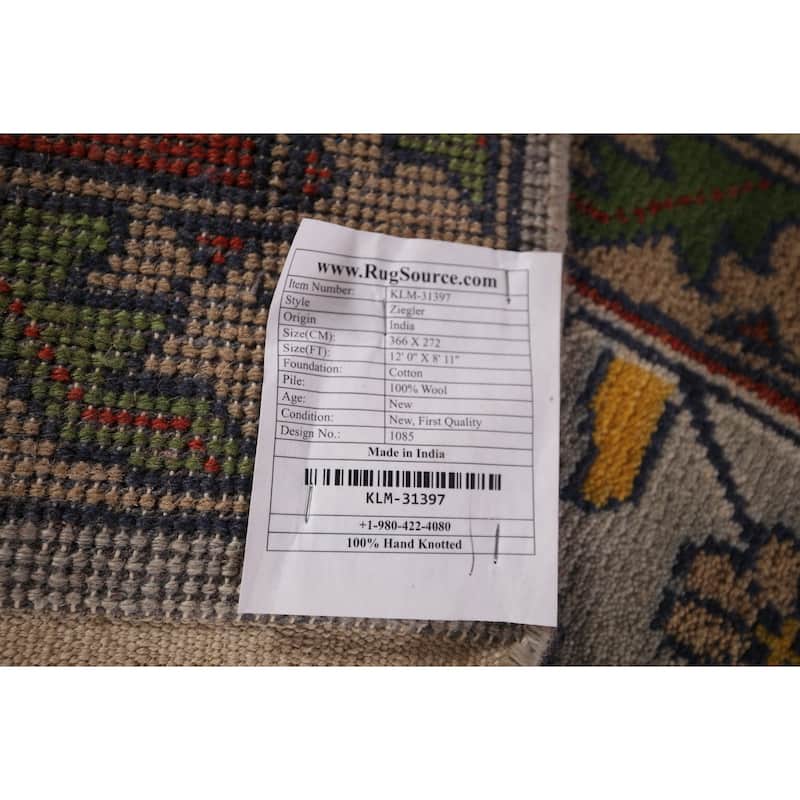 www.RugSource.com
Item Number: KLM-31397
Style Ziegler
Origin India
Size(CM): 366 X 272
Size(FT): 12' 0" X 8' 11"
Foundation: Cotton
Pile: 100% Wool
Age: New
Condition: New, First Quality
Design No.: 1085
Made in India
KLM-31397
+1-980-422-4080
100% Hand Knotted